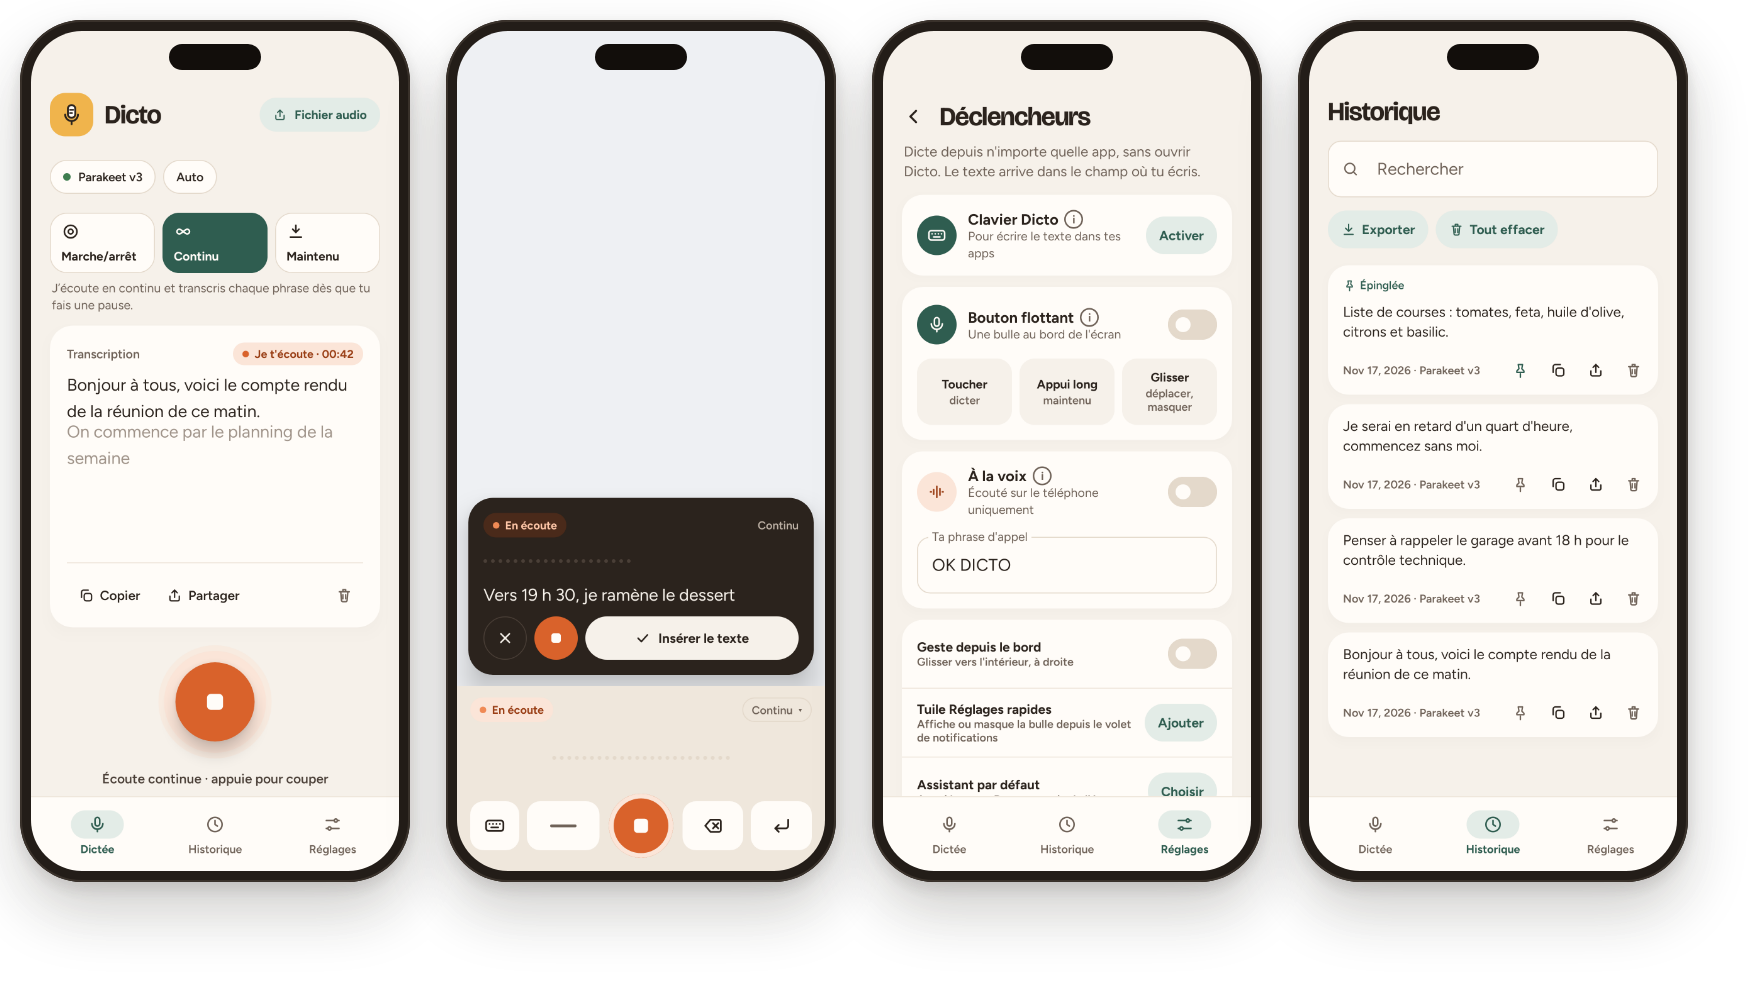 Dicto
Fichier audio
Parakeet v3
Auto
Marche/arrêt
Continu
Maintenu
J'écoute en continu et transcris chaque phrase dès que tu
fais une pause.
Transcription
Je t'écoute · 00:42
Bonjour à tous, voici le compte rendu
de la réunion de ce matin.
On commence par le planning de la
semaine
Copier
Partager
Écoute continue · appuie pour couper
Dictée
Historique
Réglages
En écoute
Continu
Vers 19 h 30, je ramène le dessert
Insérer le texte
En écoute
Continu
Déclencheurs
Dicte depuis n'importe quelle app, sans ouvrir
Dicto. Le texte arrive dans le champ où tu écris.
Clavier Dicto
Pour écrire le texte dans tes
apps
Activer
Bouton flottant
Une bulle au bord de l'écran
Toucher
dicter
Appui long
maintenu
Glisser
déplacer,
masquer
À la voix
Écouté sur le téléphone
uniquement
Ta phrase d'appel
OK DICTO
Geste depuis le bord
Glisser vers l'intérieur, à droite
Tuile Réglages rapides
Affiche ou masque la bulle depuis le volet
de notifications
Ajouter
Assistant par défaut
Choisir
Dictée
Historique
Réglages
Historique
Rechercher
Exporter
Tout effacer
Épinglée
Liste de courses : tomates, feta, huile d'olive,
citrons et basilic.
Nov 17, 2026 · Parakeet v3
Je serai en retard d'un quart d'heure,
commencez sans moi.
Nov 17, 2026 · Parakeet v3
Penser à rappeler le garage avant 18 h pour le
contrôle technique.
Nov 17, 2026 · Parakeet v3
Bonjour à tous, voici le compte rendu de la
réunion de ce matin.
Nov 17, 2026 · Parakeet v3
Dictée
Historique
Réglages